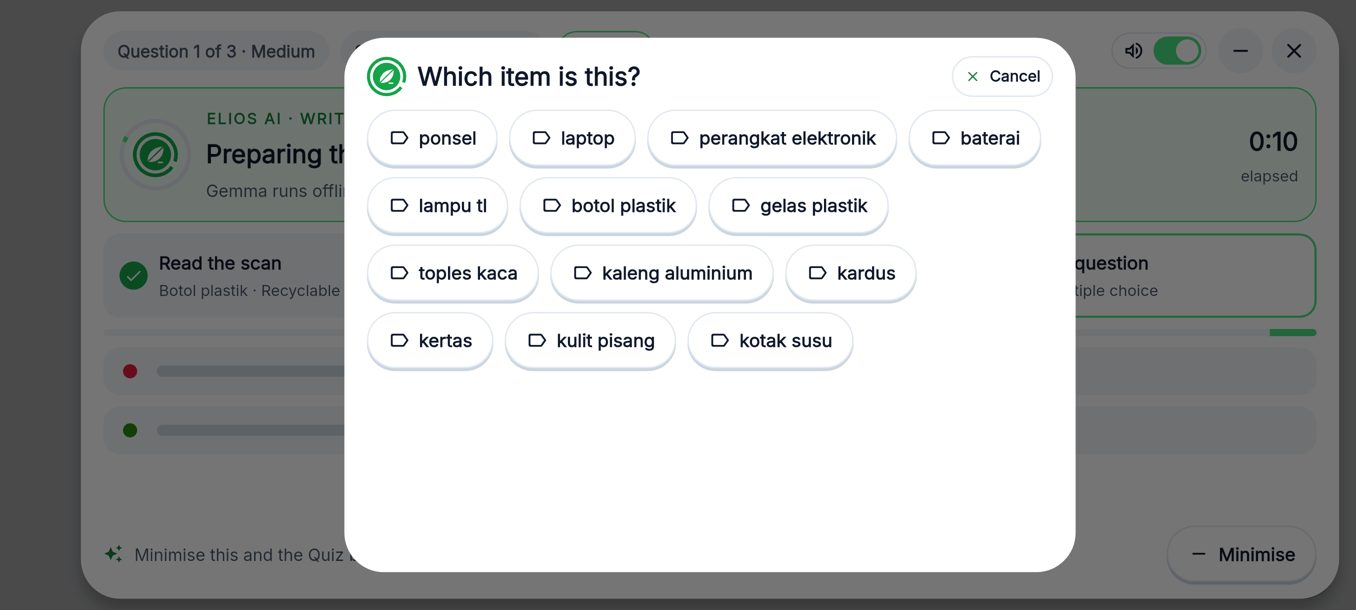 Question 1 of 3 · Medium
Which item is this?
Cancel
ELIOS AI · WRIT
Preparing th
Gemma runs offli
0:10
elapsed
ponsel
laptop
perangkat elektronik
baterai
lampu tl
botol plastik
gelas plastik
Read the scan
Botol plastik · Recyclable
question
tiple choice
toples kaca
kaleng aluminium
kardus
kertas
kulit pisang
kotak susu
Minimise this and the Quiz
Minimise